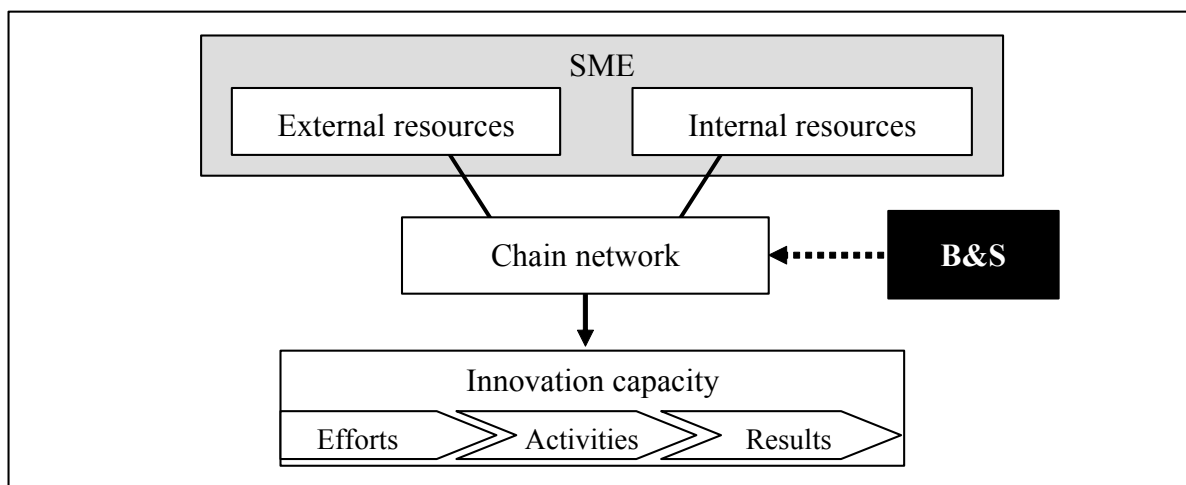 SME
External resources
Internal resources
Chain network
B&S
Innovation capacity
Efforts
Activities
Results